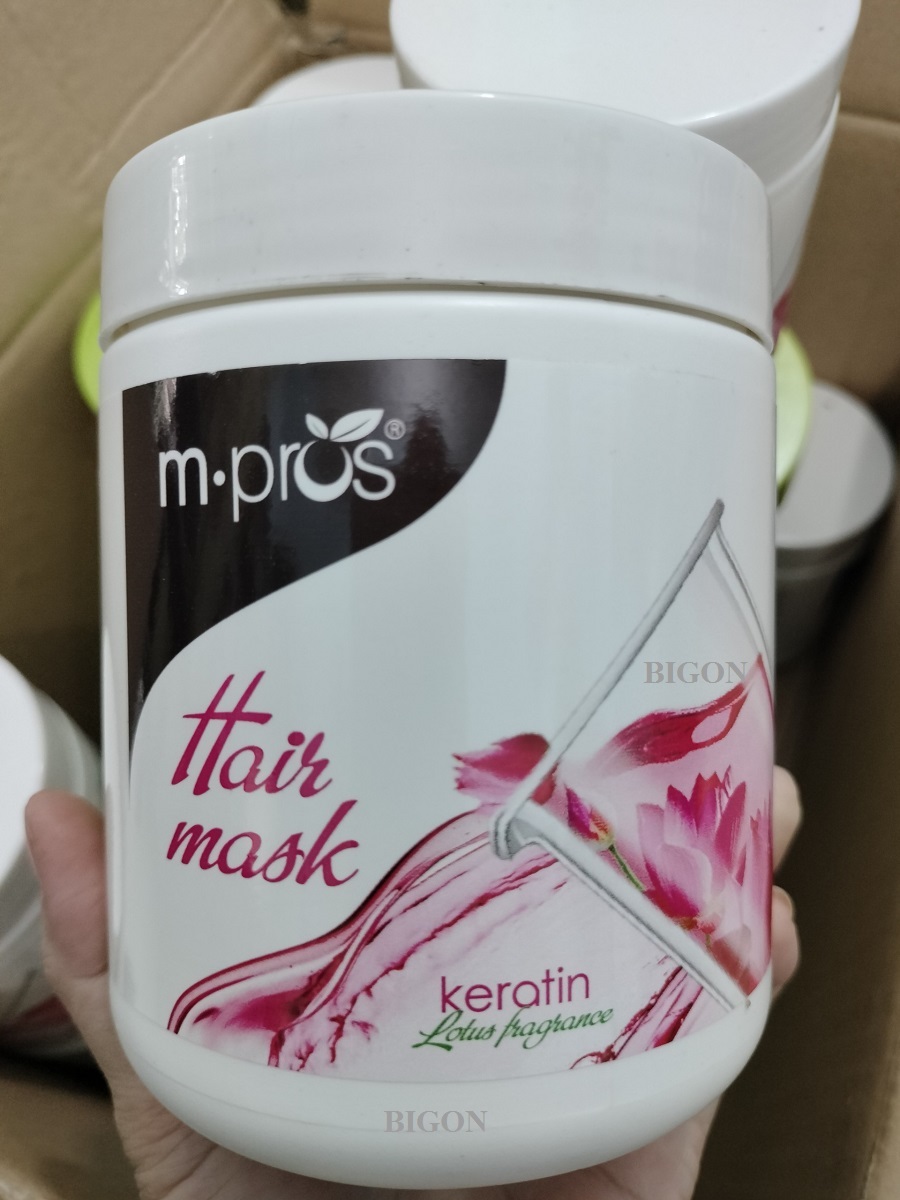 m·pros®
Hair
mask
BIGON
keratin
Lotus fragrance
BIGON